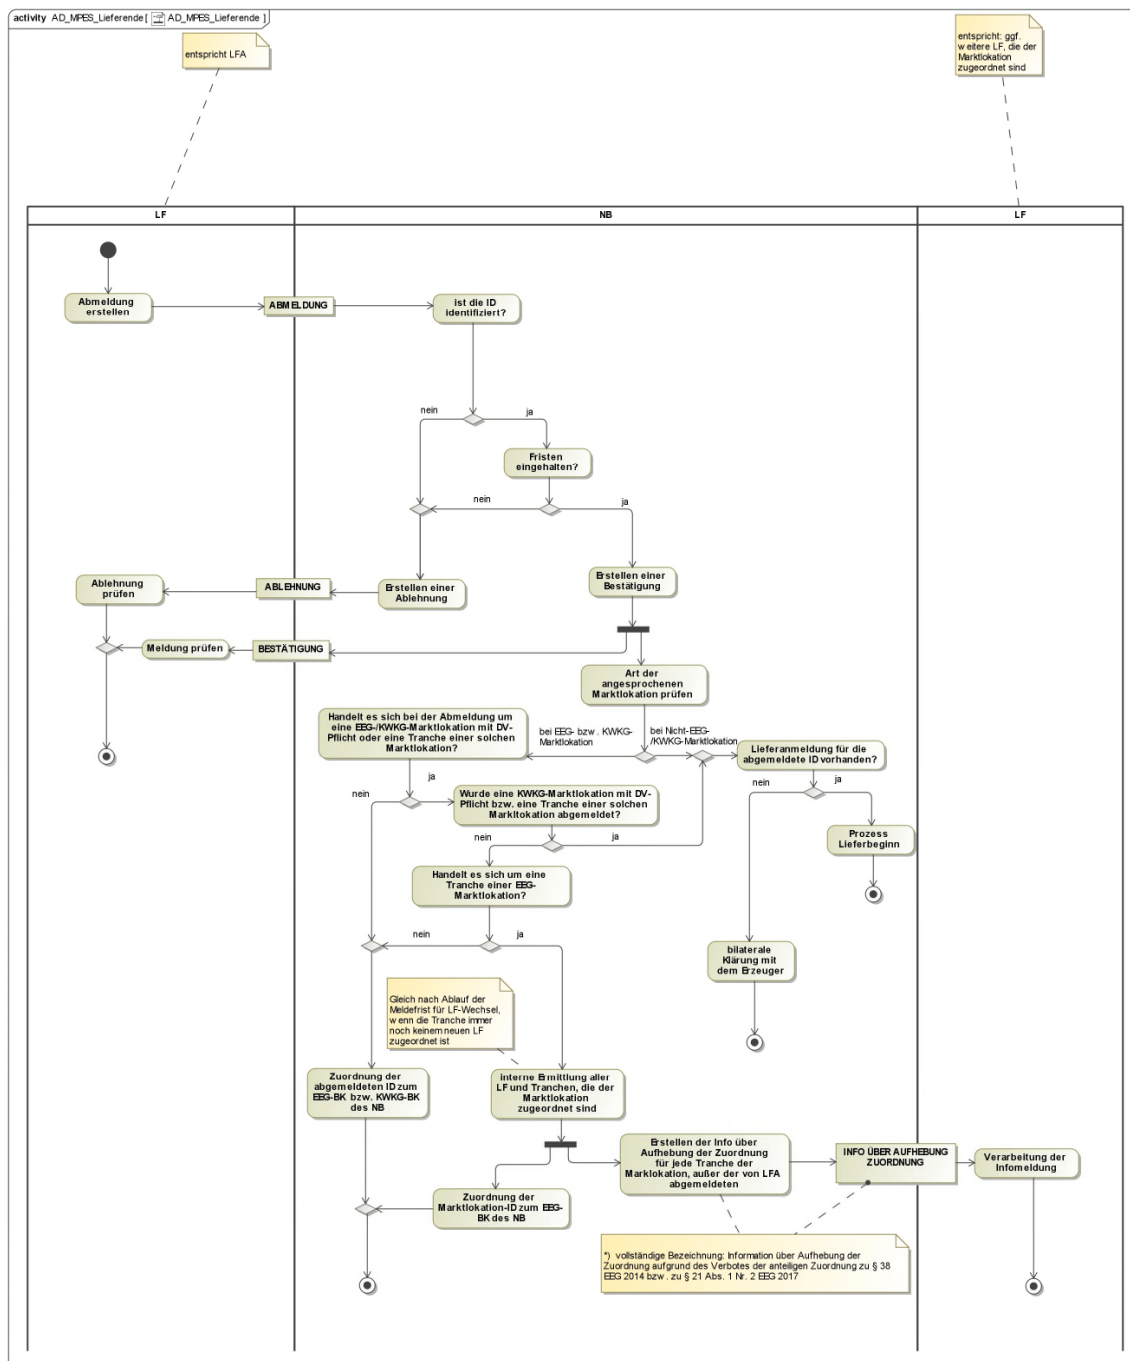 activity AD_MPES_Lieferende [ AD_MPES_Lieferende ]
entspricht LFA
entspricht: ggf.
weitere LF, die der
Marktlokation
zugeordnet sind
LF
NB
LF
Abmeldung
erstellen
ABMELDUNG
ist die ID
identifiziert?
nein
ja
Fristen
eingehalten?
nein
ja
Ablehnung
prüfen
ABLEHNUNG
Erstellen einer
Ablehnung
Erstellen einer
Bestätigung
Meldung prüfen
BESTÄTIGUNG
Art der
angesprochenen
Marktlokation prüfen
Handelt es sich bei der Abmeldung um
eine EEG-/KWKG-Marktlokation mit DV-
Pflicht oder eine Tranche einer solchen
Marktlokation?
bei EEG- bzw. KWKG-
Marktlokation
bei Nicht-EEG-
/KWKG-Marktlokation
Lieferanmeldung für die
abgemeldete ID vorhanden?
ja
nein
nein
ja
Wurde eine KWKG-Marktlokation mit DV-
Pflicht bzw. eine Tranche einer solchen
Markltokation abgemeldet?
nein
ja
Prozess
Lieferbeginn
Handelt es sich um eine
Tranche einer EEG-
Marktlokation?
nein
ja
bilaterale
Klärung mit
dem Erzeuger
Gleich nach Ablauf der
Meldefrist für LF-Wechsel,
wenn die Tranche immer
noch keinem neuen LF
zugeordnet ist
Zuordnung der
abgemeldeten ID zum
EEG-BK bzw. KWKG-BK
des NB
interne Ermittlung aller
LF und Tranchen, die der
Marktlokation
zugeordnet sind
Erstellen der Info über
Aufhebung der Zuordnung
für jede Tranche der
Marklokation, außer der von LFA
abgemeldeten
INFO ÜBER AUFHEBUNG
ZUORDNUNG
Verarbeitung der
Infomeldung
Zuordnung der
Marktlokation-ID zum EEG-
BK des NB
*) vollständige Bezeichnung: Information über Aufhebung der
Zuordnung aufgrund des Verbotes der anteiligen Zuordnung zu § 38
EEG 2014 bzw. zu § 21 Abs. 1 Nr. 2 EEG 2017